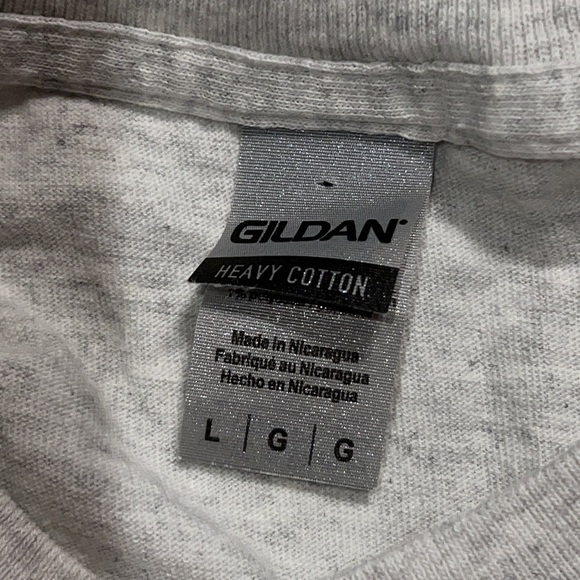 GILDAN
HEAVY COTTON
Made in Nicaragua
Fabriqué au Nicaragua
Hecho en Nicaragua
L | G | G